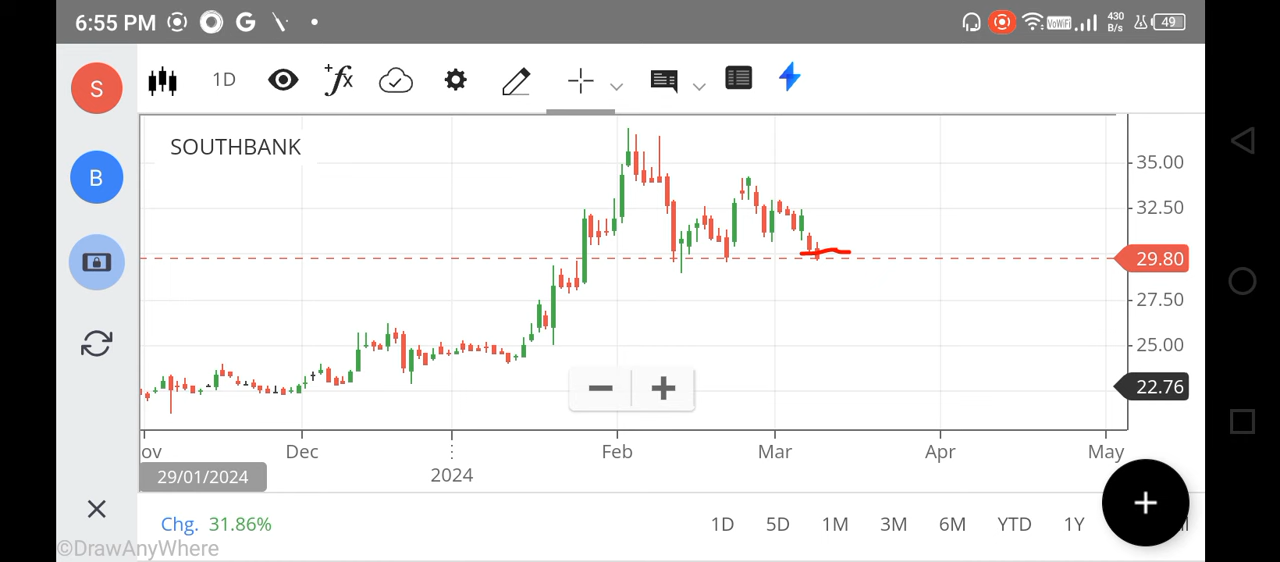 6:55 PM G VoWiFi 430 B/s 49
S 1D fx
SOUTHBANK
B
35.00
32.50
29.80
27.50
25.00
22.76
ov Dec Feb Mar Apr May
29/01/2024 2024
Chg. 31.86% 1D 5D 1M 3M 6M YTD 1Y
©DrawAnyWhere